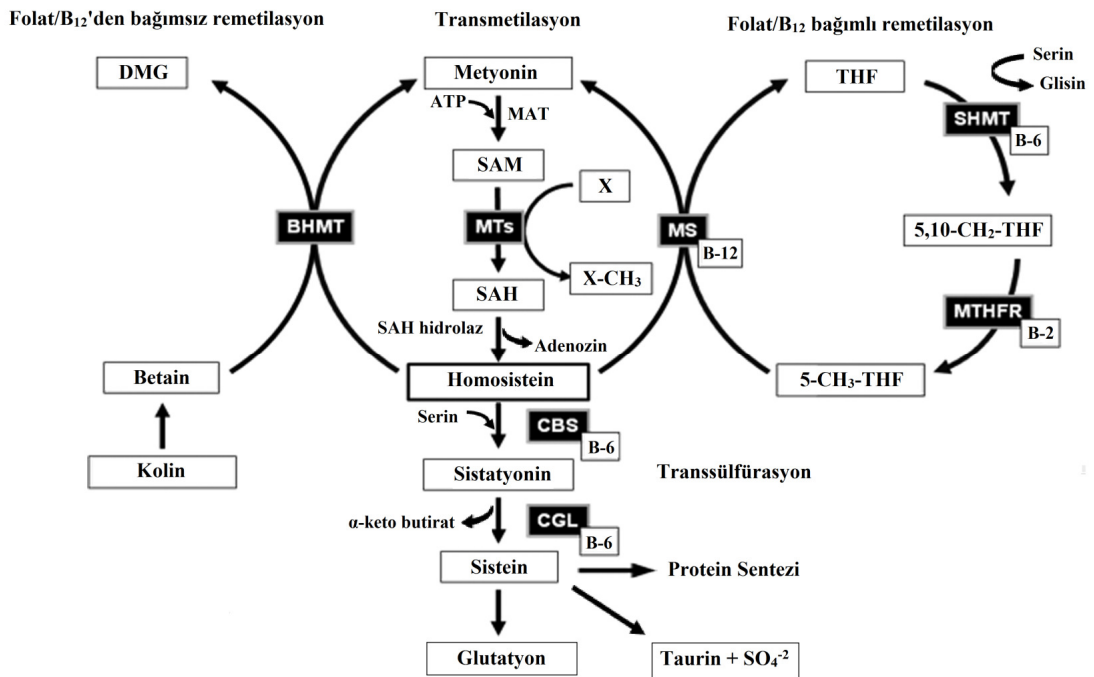 Folat/B₁₂'den bağımsız remetilasyon
Transmetilasyon
Folat/B₁₂ bağımlı remetilasyon
DMG
Metyonin
THF
Serin
Glisin
ATP
MAT
SHMT
B-6
SAM
X
BHMT
MTs
MS
B-12
5,10-CH₂-THF
SAH
X-CH₃
MTHFR
B-2
SAH hidrolaz
Adenozin
Betain
Homosistein
5-CH₃-THF
Serin
CBS
B-6
Kolin
Sistatyonin
Transsülfürasyon
α-keto butirat
CGL
B-6
Sistein
Protein Sentezi
Glutatyon
Taurin + SO₄⁻²